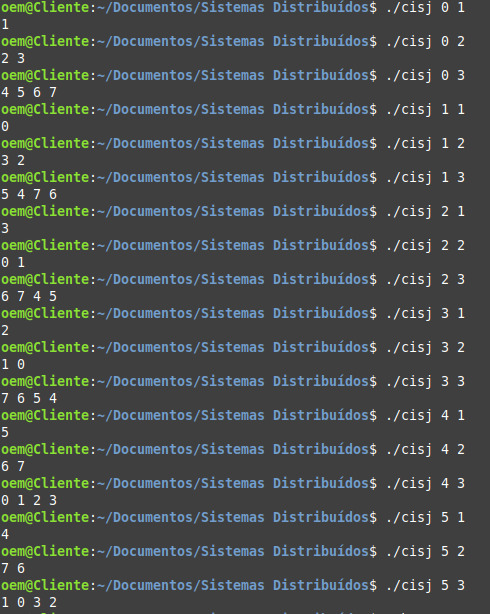 oem@Cliente:~/Documentos/Sistemas Distribuídos$ ./cisj 0 1
1
oem@Cliente:~/Documentos/Sistemas Distribuídos$ ./cisj 0 2
2 3
oem@Cliente:~/Documentos/Sistemas Distribuídos$ ./cisj 0 3
4 5 6 7
oem@Cliente:~/Documentos/Sistemas Distribuídos$ ./cisj 1 1
0
oem@Cliente:~/Documentos/Sistemas Distribuídos$ ./cisj 1 2
3 2
oem@Cliente:~/Documentos/Sistemas Distribuídos$ ./cisj 1 3
5 4 7 6
oem@Cliente:~/Documentos/Sistemas Distribuídos$ ./cisj 2 1
3
oem@Cliente:~/Documentos/Sistemas Distribuídos$ ./cisj 2 2
0 1
oem@Cliente:~/Documentos/Sistemas Distribuídos$ ./cisj 2 3
6 7 4 5
oem@Cliente:~/Documentos/Sistemas Distribuídos$ ./cisj 3 1
2
oem@Cliente:~/Documentos/Sistemas Distribuídos$ ./cisj 3 2
1 0
oem@Cliente:~/Documentos/Sistemas Distribuídos$ ./cisj 3 3
7 6 5 4
oem@Cliente:~/Documentos/Sistemas Distribuídos$ ./cisj 4 1
5
oem@Cliente:~/Documentos/Sistemas Distribuídos$ ./cisj 4 2
6 7
oem@Cliente:~/Documentos/Sistemas Distribuídos$ ./cisj 4 3
0 1 2 3
oem@Cliente:~/Documentos/Sistemas Distribuídos$ ./cisj 5 1
4
oem@Cliente:~/Documentos/Sistemas Distribuídos$ ./cisj 5 2
7 6
oem@Cliente:~/Documentos/Sistemas Distribuídos$ ./cisj 5 3
1 0 3 2